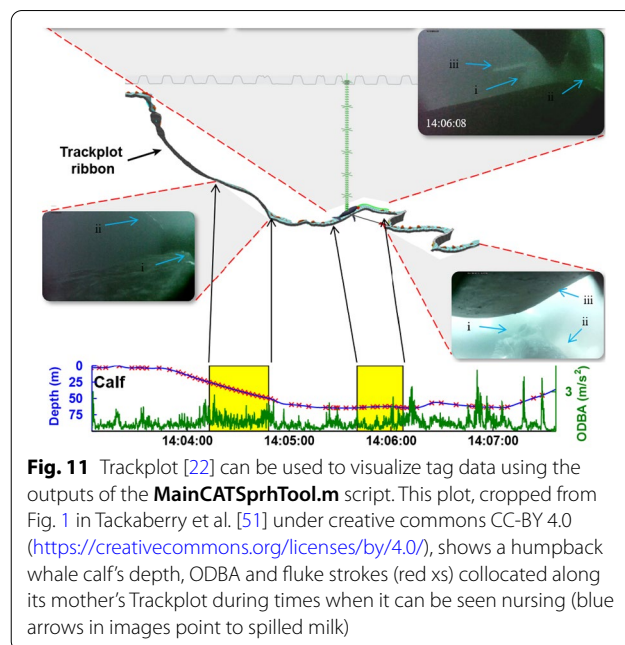 iii
i
ii
14:06:08
Trackplot
ribbon
ii
i
i
iii
ii
Depth (m)
0
25
50
75
Calf
3
ODBA (m/s²)
14:04:00
14:05:00
14:06:00
14:07:00
Fig. 11 Trackplot [22] can be used to visualize tag data using the
outputs of the MainCATSprhTool.m script. This plot, cropped from
Fig. 1 in Tackaberry et al. [51] under creative commons CC-BY 4.0
(https://creativecommons.org/licenses/by/4.0/), shows a humpback
whale calf's depth, ODBA and fluke strokes (red xs) collocated along
its mother's Trackplot during times when it can be seen nursing (blue
arrows in images point to spilled milk)